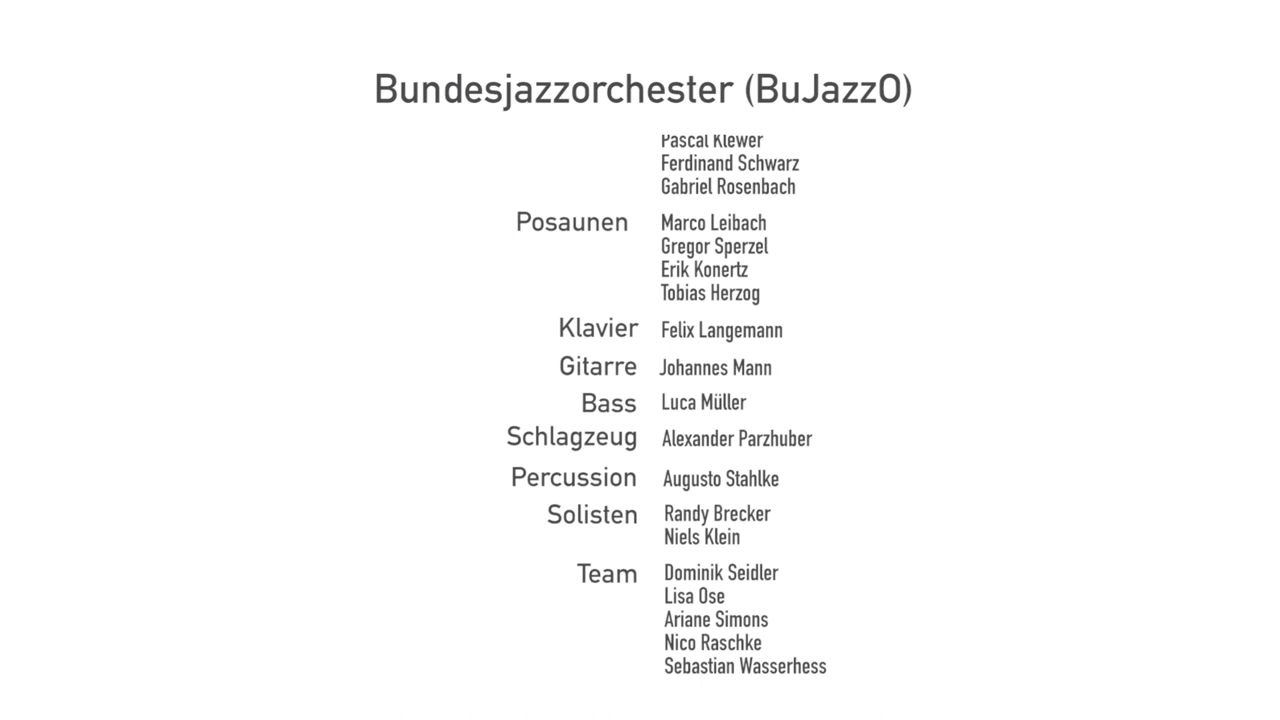 Bundesjazzorchester (BuJazzO)
Pascal Klewer
Ferdinand Schwarz
Gabriel Rosenbach
Posaunen Marco Leibach
Gregor Sperzel
Erik Konertz
Tobias Herzog
Klavier Felix Langemann
Gitarre Johannes Mann
Bass Luca Müller
Schlagzeug Alexander Parzhuber
Percussion Augusto Stahlke
Solisten Randy Brecker
Niels Klein
Team Dominik Seidler
Lisa Ose
Ariane Simons
Nico Raschke
Sebastian Wasserhess